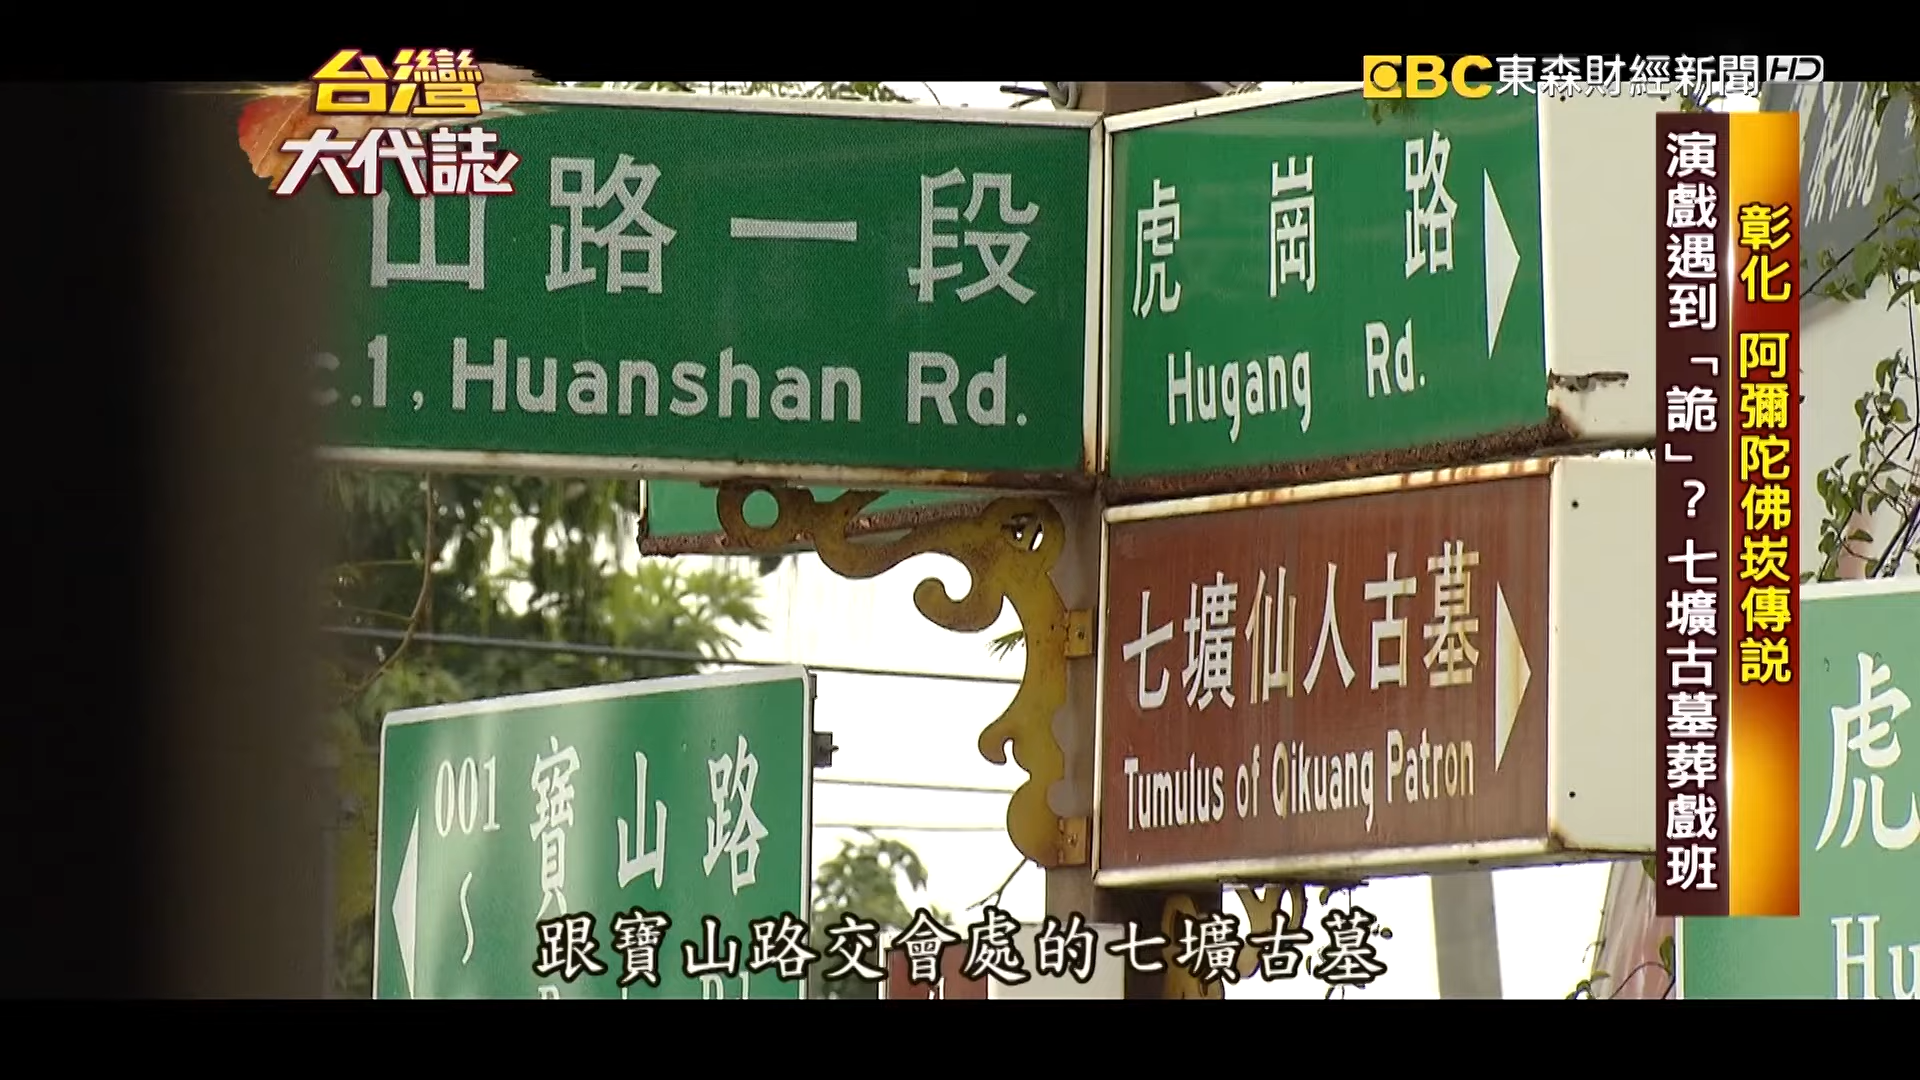 台灣
大代誌
EBC東森財經新聞HD
彰化 阿彌陀佛崁傳說
演戲遇到「詭」？七壙古墓葬戲班
山路一段
.1, Huanshan Rd.
虎崗路
Hugang Rd.
七壙仙人古墓
Tumulus of Qikuang Patron
001
~
寶山路
虎
Hu
跟寶山路交會處的七壙古墓